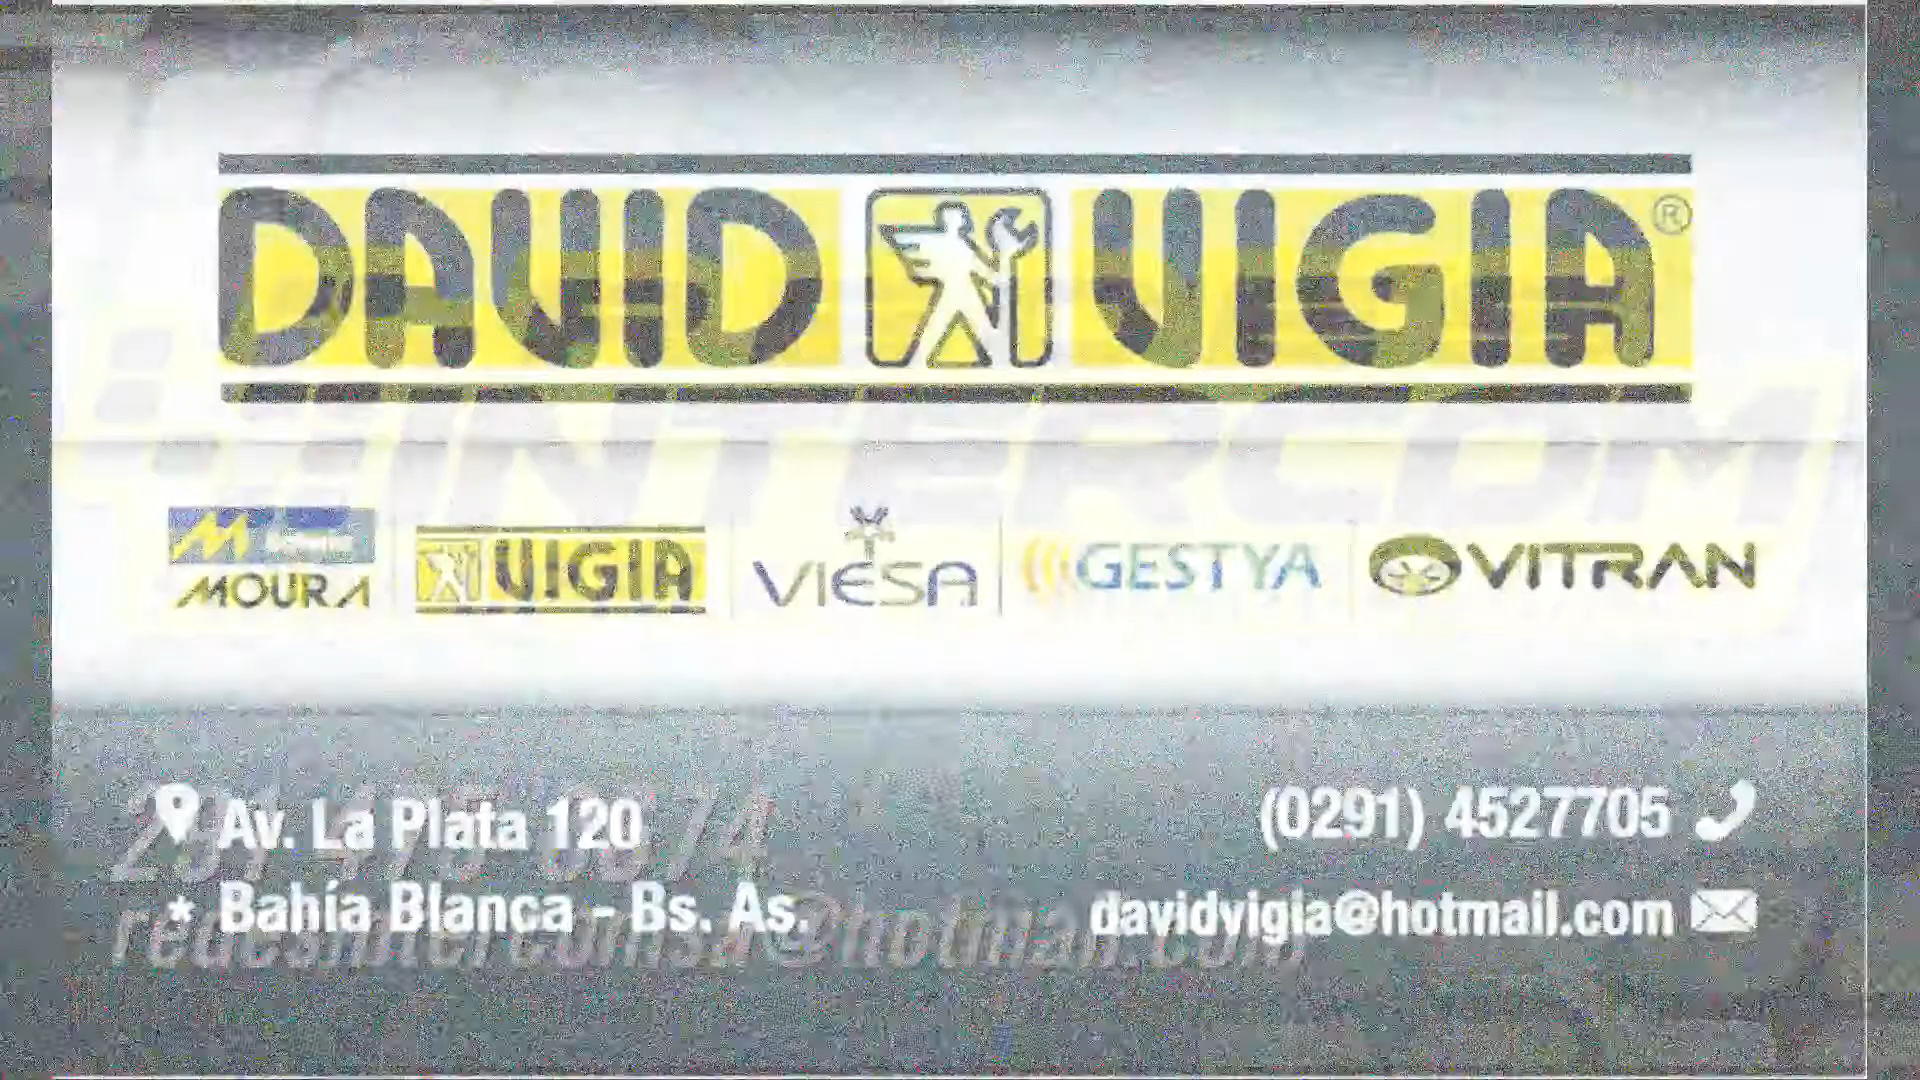 DAVID VIGIA ®
INTERCOM
MOURA VIGIA VIESA GESTYA VITRAN
Av. La Plata 120
(0291) 4527705
Bahía Blanca - Bs. As.
davidvigia@hotmail.com